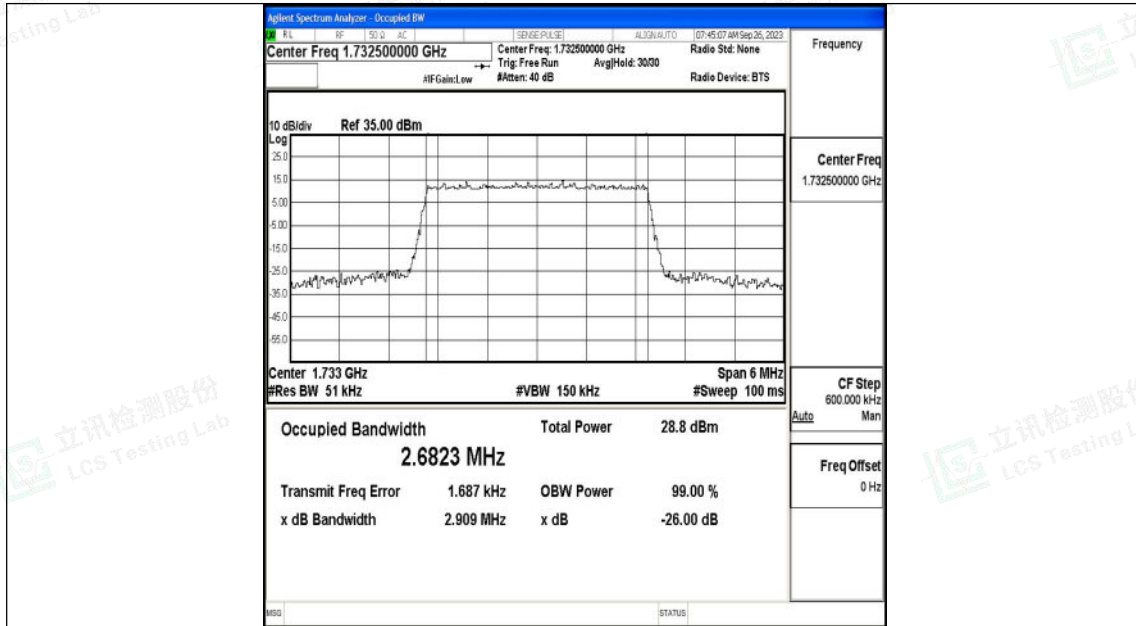 Agilent Spectrum Analyzer - Occupied BW
RL RF 50 Ω AC SENSE:PULSE ALIGNAUTO 07:45:07 AM Sep 26, 2023
Center Freq 1.732500000 GHz
Center Freq: 1.732500000 GHz
Radio Std: None
Trig: Free Run Avg|Hold: 30/30
#IFGain:Low
#Atten: 40 dB
Radio Device: BTS
10 dB/div Ref 35.00 dBm
Log
25.0
15.0
5.00
-5.00
-15.0
-25.0
-35.0
-45.0
-55.0
Center 1.733 GHz
Span 6 MHz
#Res BW 51 kHz
#VBW 150 kHz
#Sweep 100 ms
Occupied Bandwidth
Total Power 28.8 dBm
2.6823 MHz
Transmit Freq Error 1.687 kHz
OBW Power 99.00 %
x dB Bandwidth 2.909 MHz
x dB -26.00 dB
MSG
STATUS
Frequency
Center Freq
1.732500000 GHz
CF Step
600.000 kHz
Auto Man
Freq Offset
0 Hz
sting Lab
立讯检测股份
LCS Testing Lab
立讯检测股份
LCS Testing L